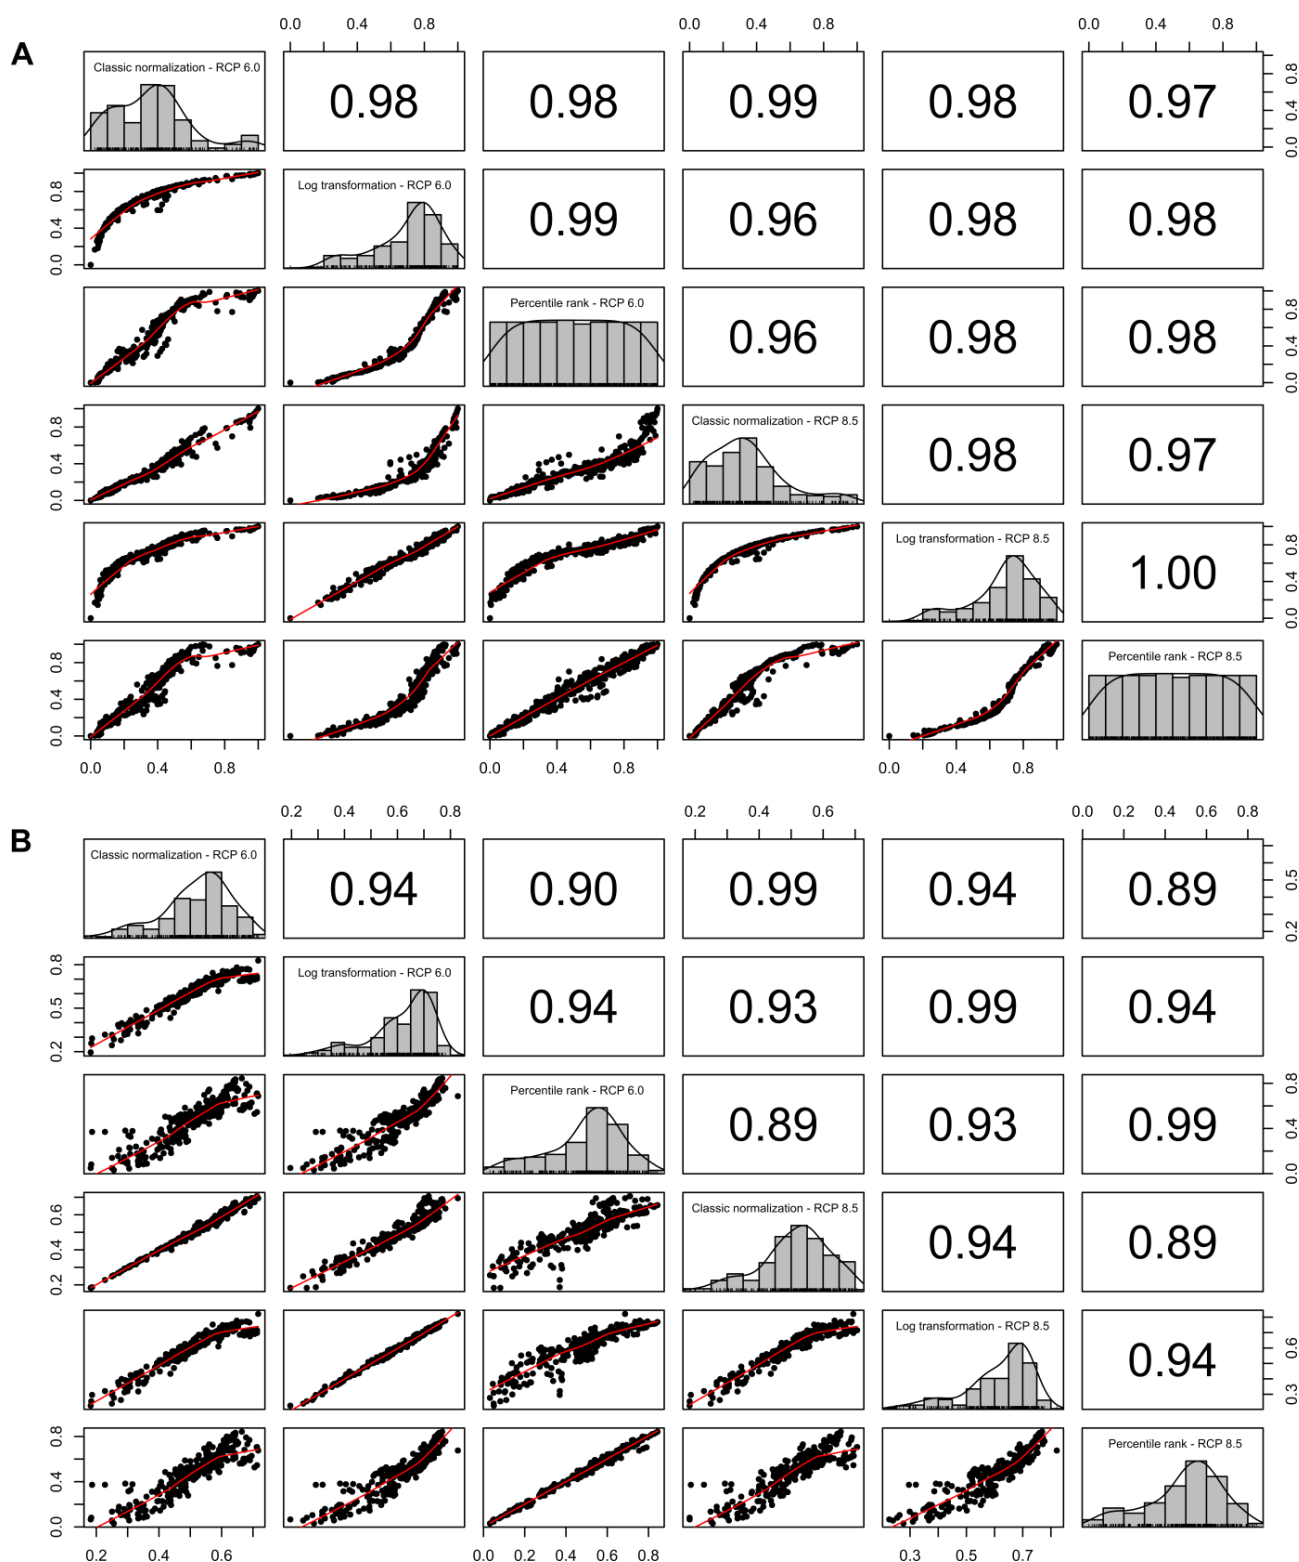 0.0 0.4 0.8 0.0 0.4 0.8 0.0 0.4 0.8
A
Classic normalization - RCP 6.0 0.98 0.98 0.99 0.98 0.97 0.0 0.4 0.8
0.0 0.4 0.8 Log transformation - RCP 6.0 0.99 0.96 0.98 0.98
Percentile rank - RCP 6.0 0.96 0.98 0.98 0.0 0.4 0.8
0.0 0.4 0.8 Classic normalization - RCP 8.5 0.98 0.97
Log transformation - RCP 8.5 1.00 0.0 0.4 0.8
0.0 0.4 0.8 Percentile rank - RCP 8.5
0.0 0.4 0.8 0.0 0.4 0.8 0.0 0.4 0.8
0.2 0.4 0.6 0.8 0.2 0.4 0.6 0.0 0.2 0.4 0.6 0.8
B
Classic normalization - RCP 6.0 0.94 0.90 0.99 0.94 0.89 0.2 0.5
0.2 0.5 0.8 Log transformation - RCP 6.0 0.94 0.93 0.99 0.94
Percentile rank - RCP 6.0 0.89 0.93 0.99 0.0 0.4 0.8
0.2 0.4 0.6 Classic normalization - RCP 8.5 0.94 0.89
Log transformation - RCP 8.5 0.94 0.3 0.6
0.0 0.4 0.8 Percentile rank - RCP 8.5
0.2 0.4 0.6 0.0 0.2 0.4 0.6 0.8 0.3 0.5 0.7